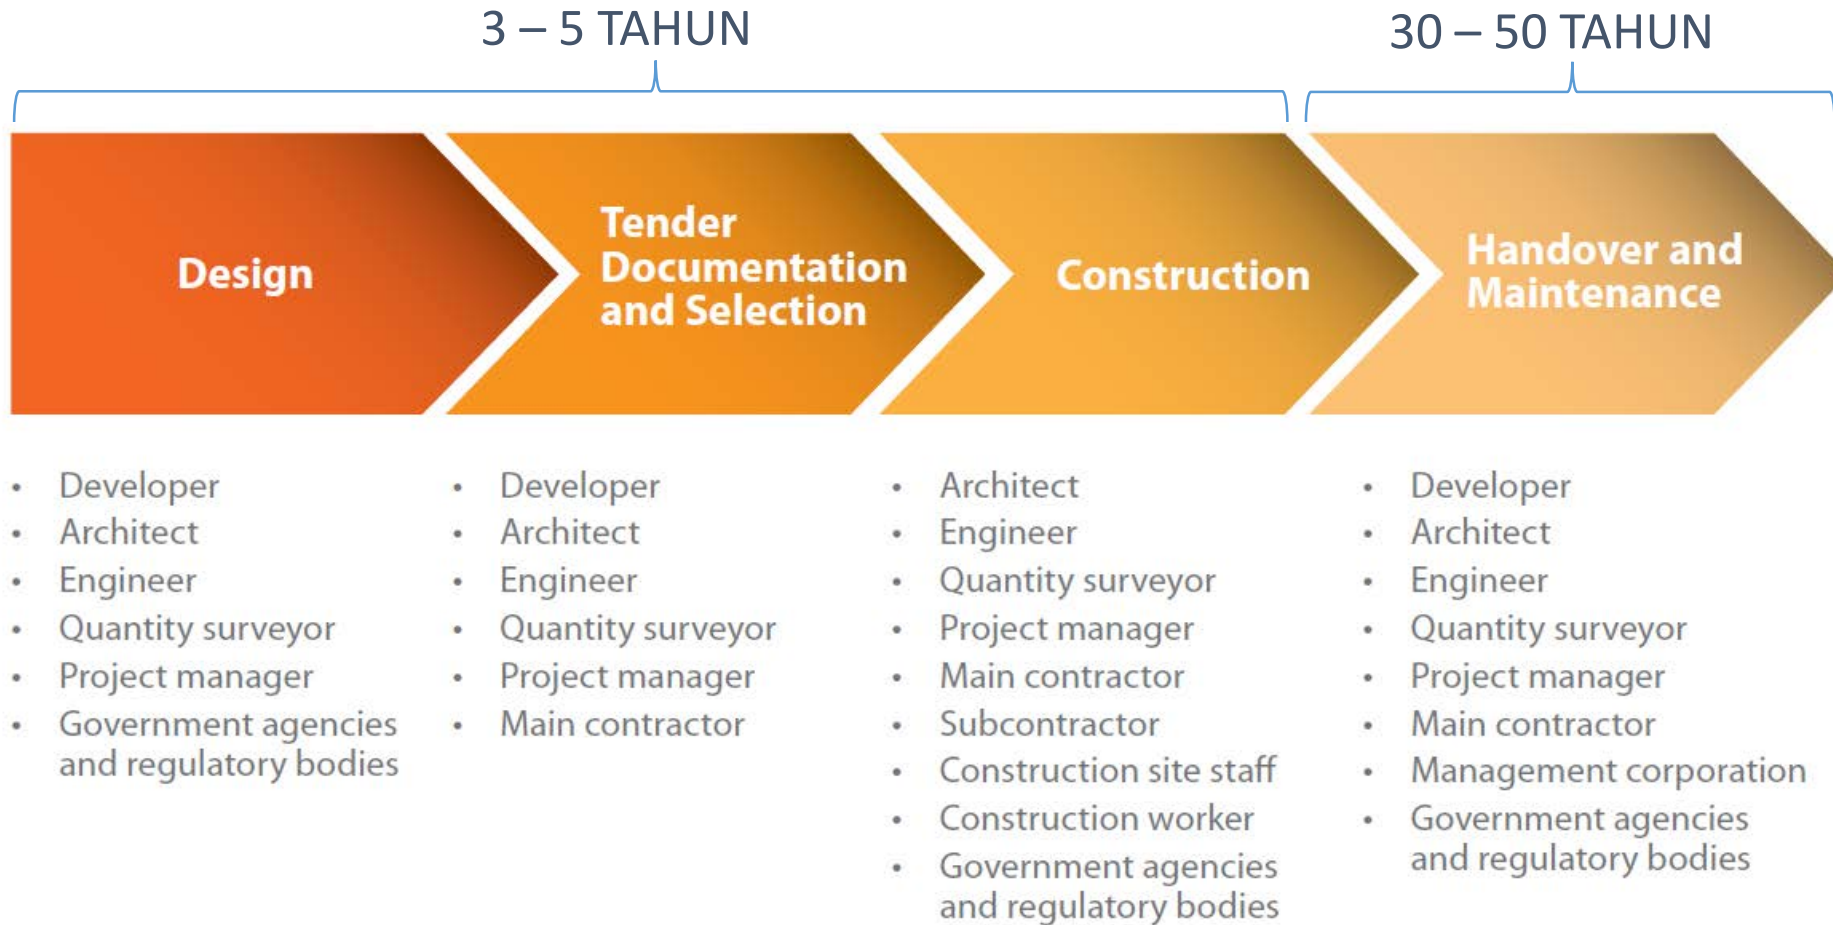 3 – 5 TAHUN
30 – 50 TAHUN
Design
Tender
Documentation
and Selection
Construction
Handover and
Maintenance
• Developer
• Architect
• Engineer
• Quantity surveyor
• Project manager
• Government agencies
and regulatory bodies
• Developer
• Architect
• Engineer
• Quantity surveyor
• Project manager
• Main contractor
• Architect
• Engineer
• Quantity surveyor
• Project manager
• Main contractor
• Subcontractor
• Construction site staff
• Construction worker
• Government agencies
and regulatory bodies
• Developer
• Architect
• Engineer
• Quantity surveyor
• Project manager
• Main contractor
• Management corporation
• Government agencies
and regulatory bodies